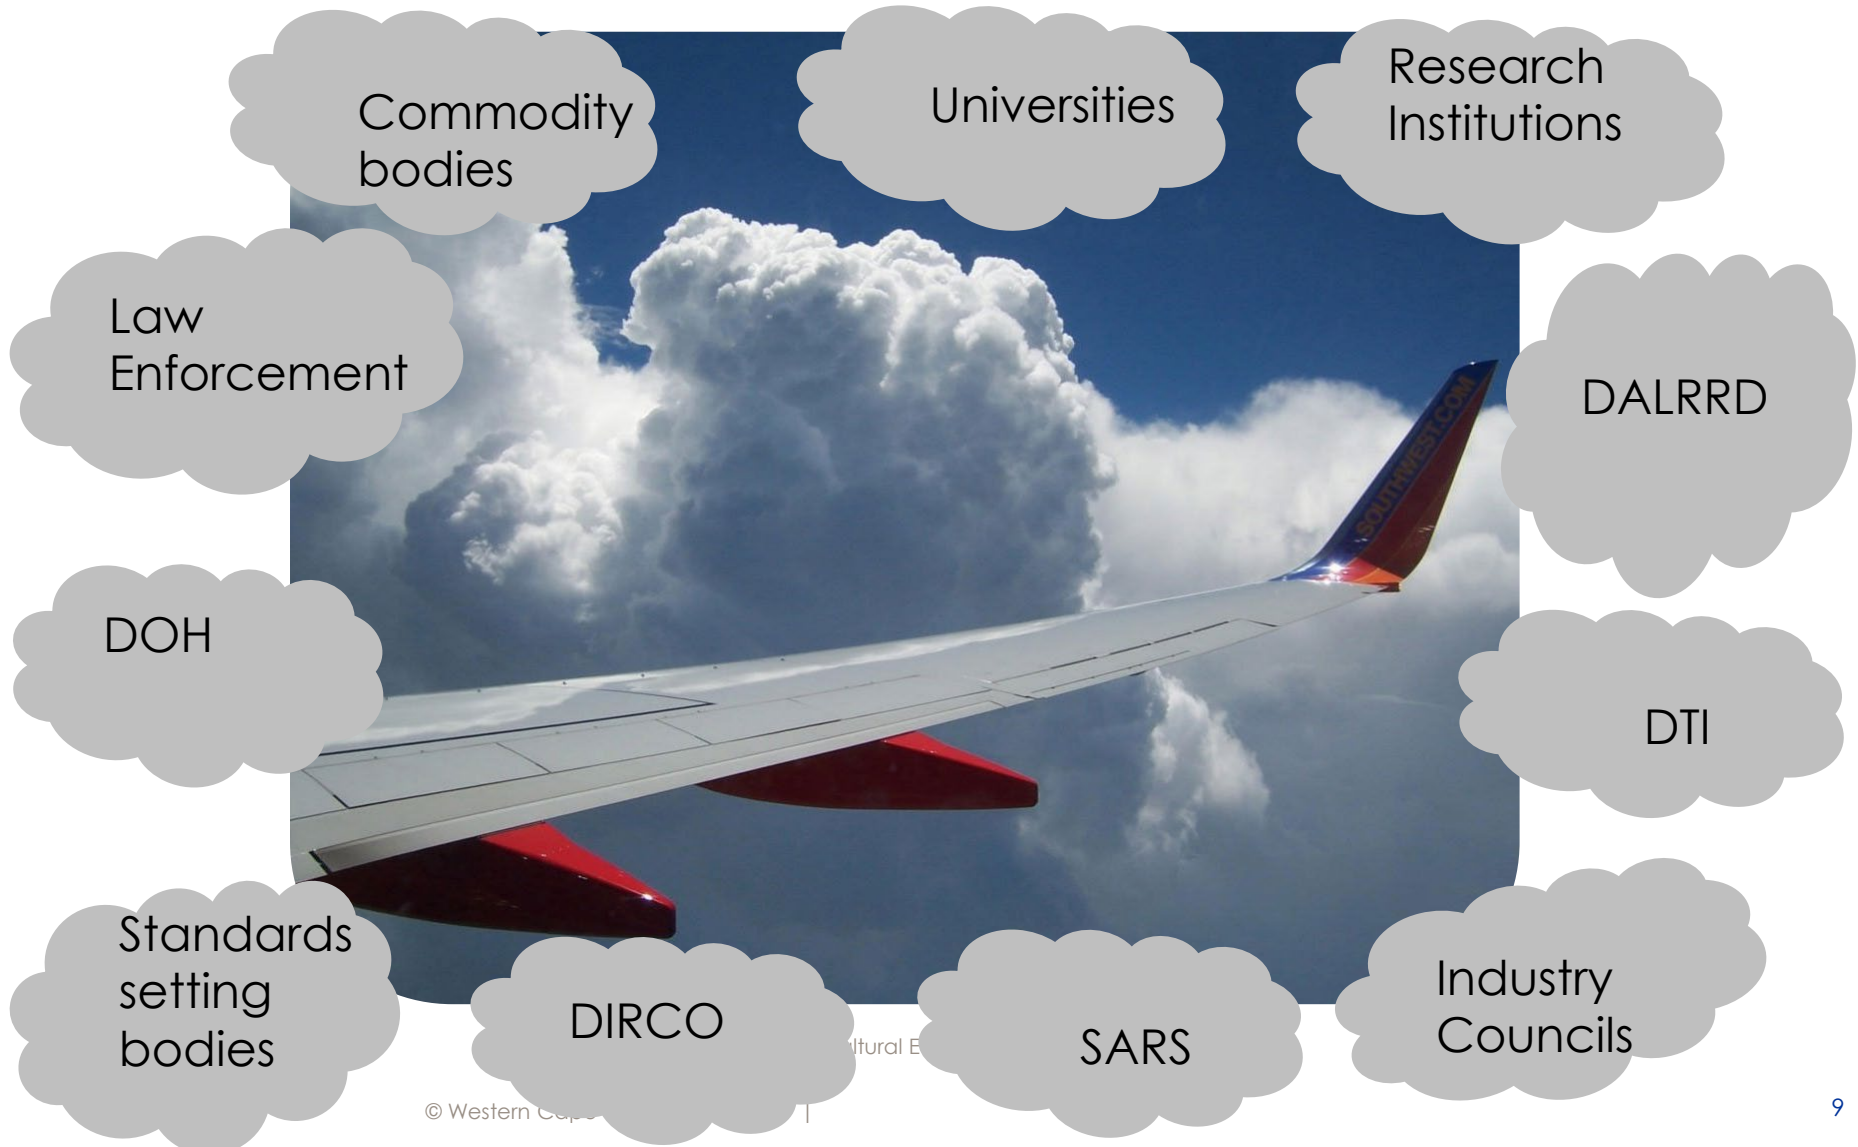 Commodity
bodies
Universities
Research
Institutions
Law
Enforcement
DALRRD
SOUTHWEST.COM
DOH
DTI
Standards
setting
bodies
DIRCO
SARS
Industry
Councils
© Western
|
9